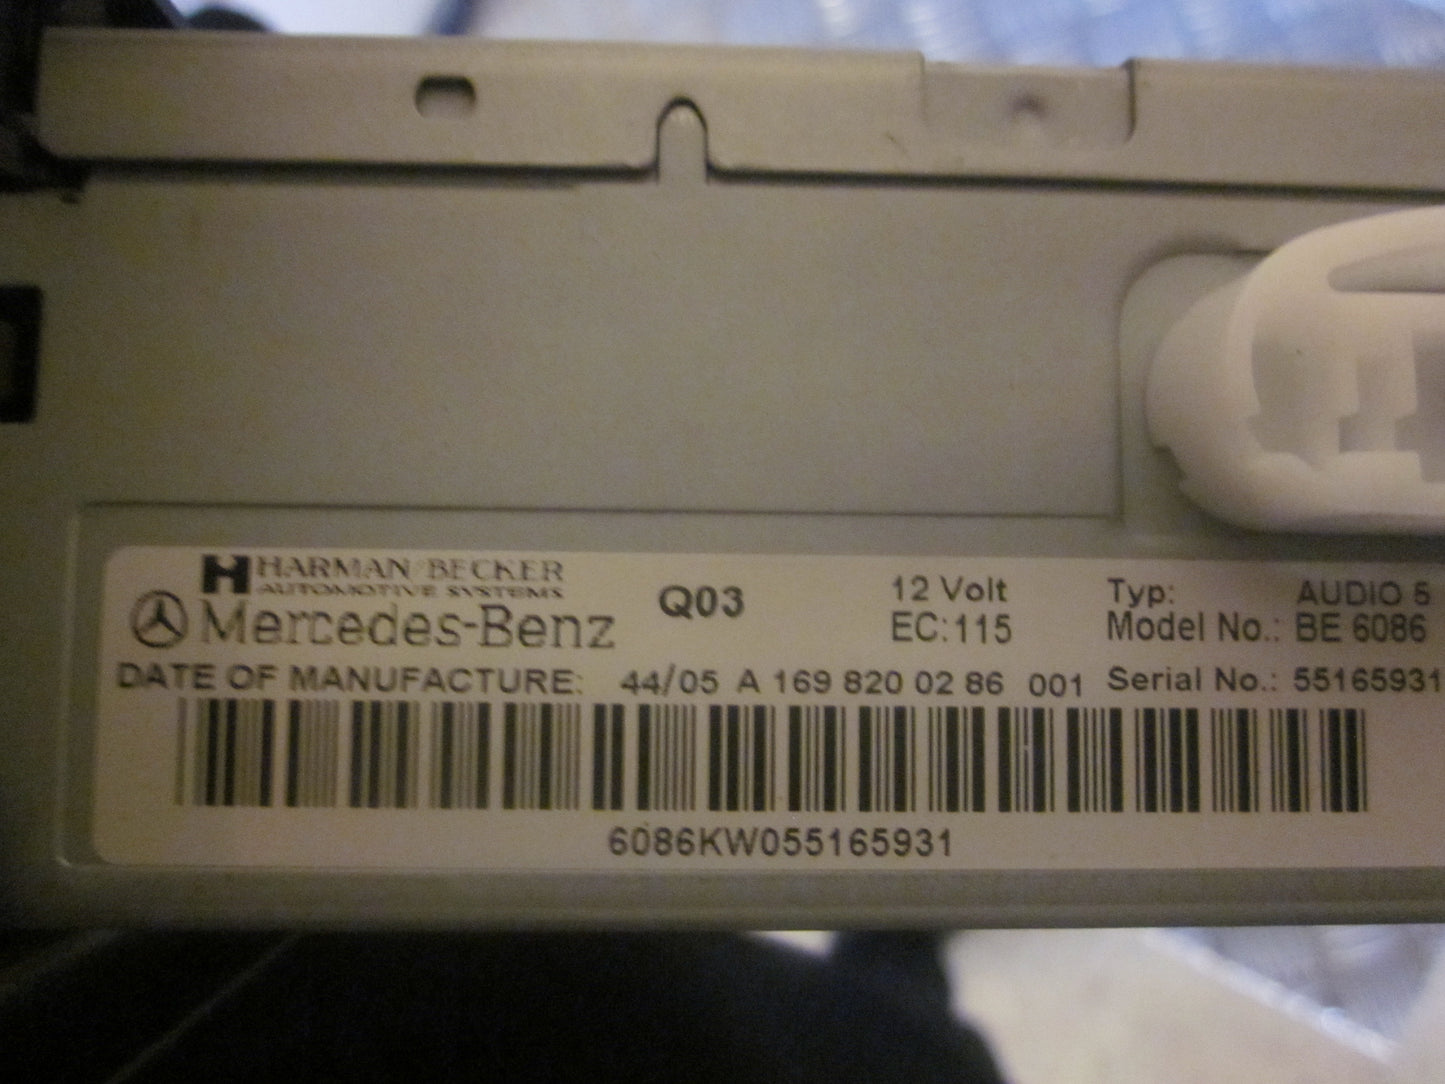 HARMAN/BECKER
AUTOMOTIVE SYSTEMS
Mercedes-Benz
Q03
12 Volt
EC:115
Typ: AUDIO 5
Model No.: BE 6086
DATE OF MANUFACTURE: 44/05 A 169 820 02 86 001 Serial No.: 55165931
6086KW055165931